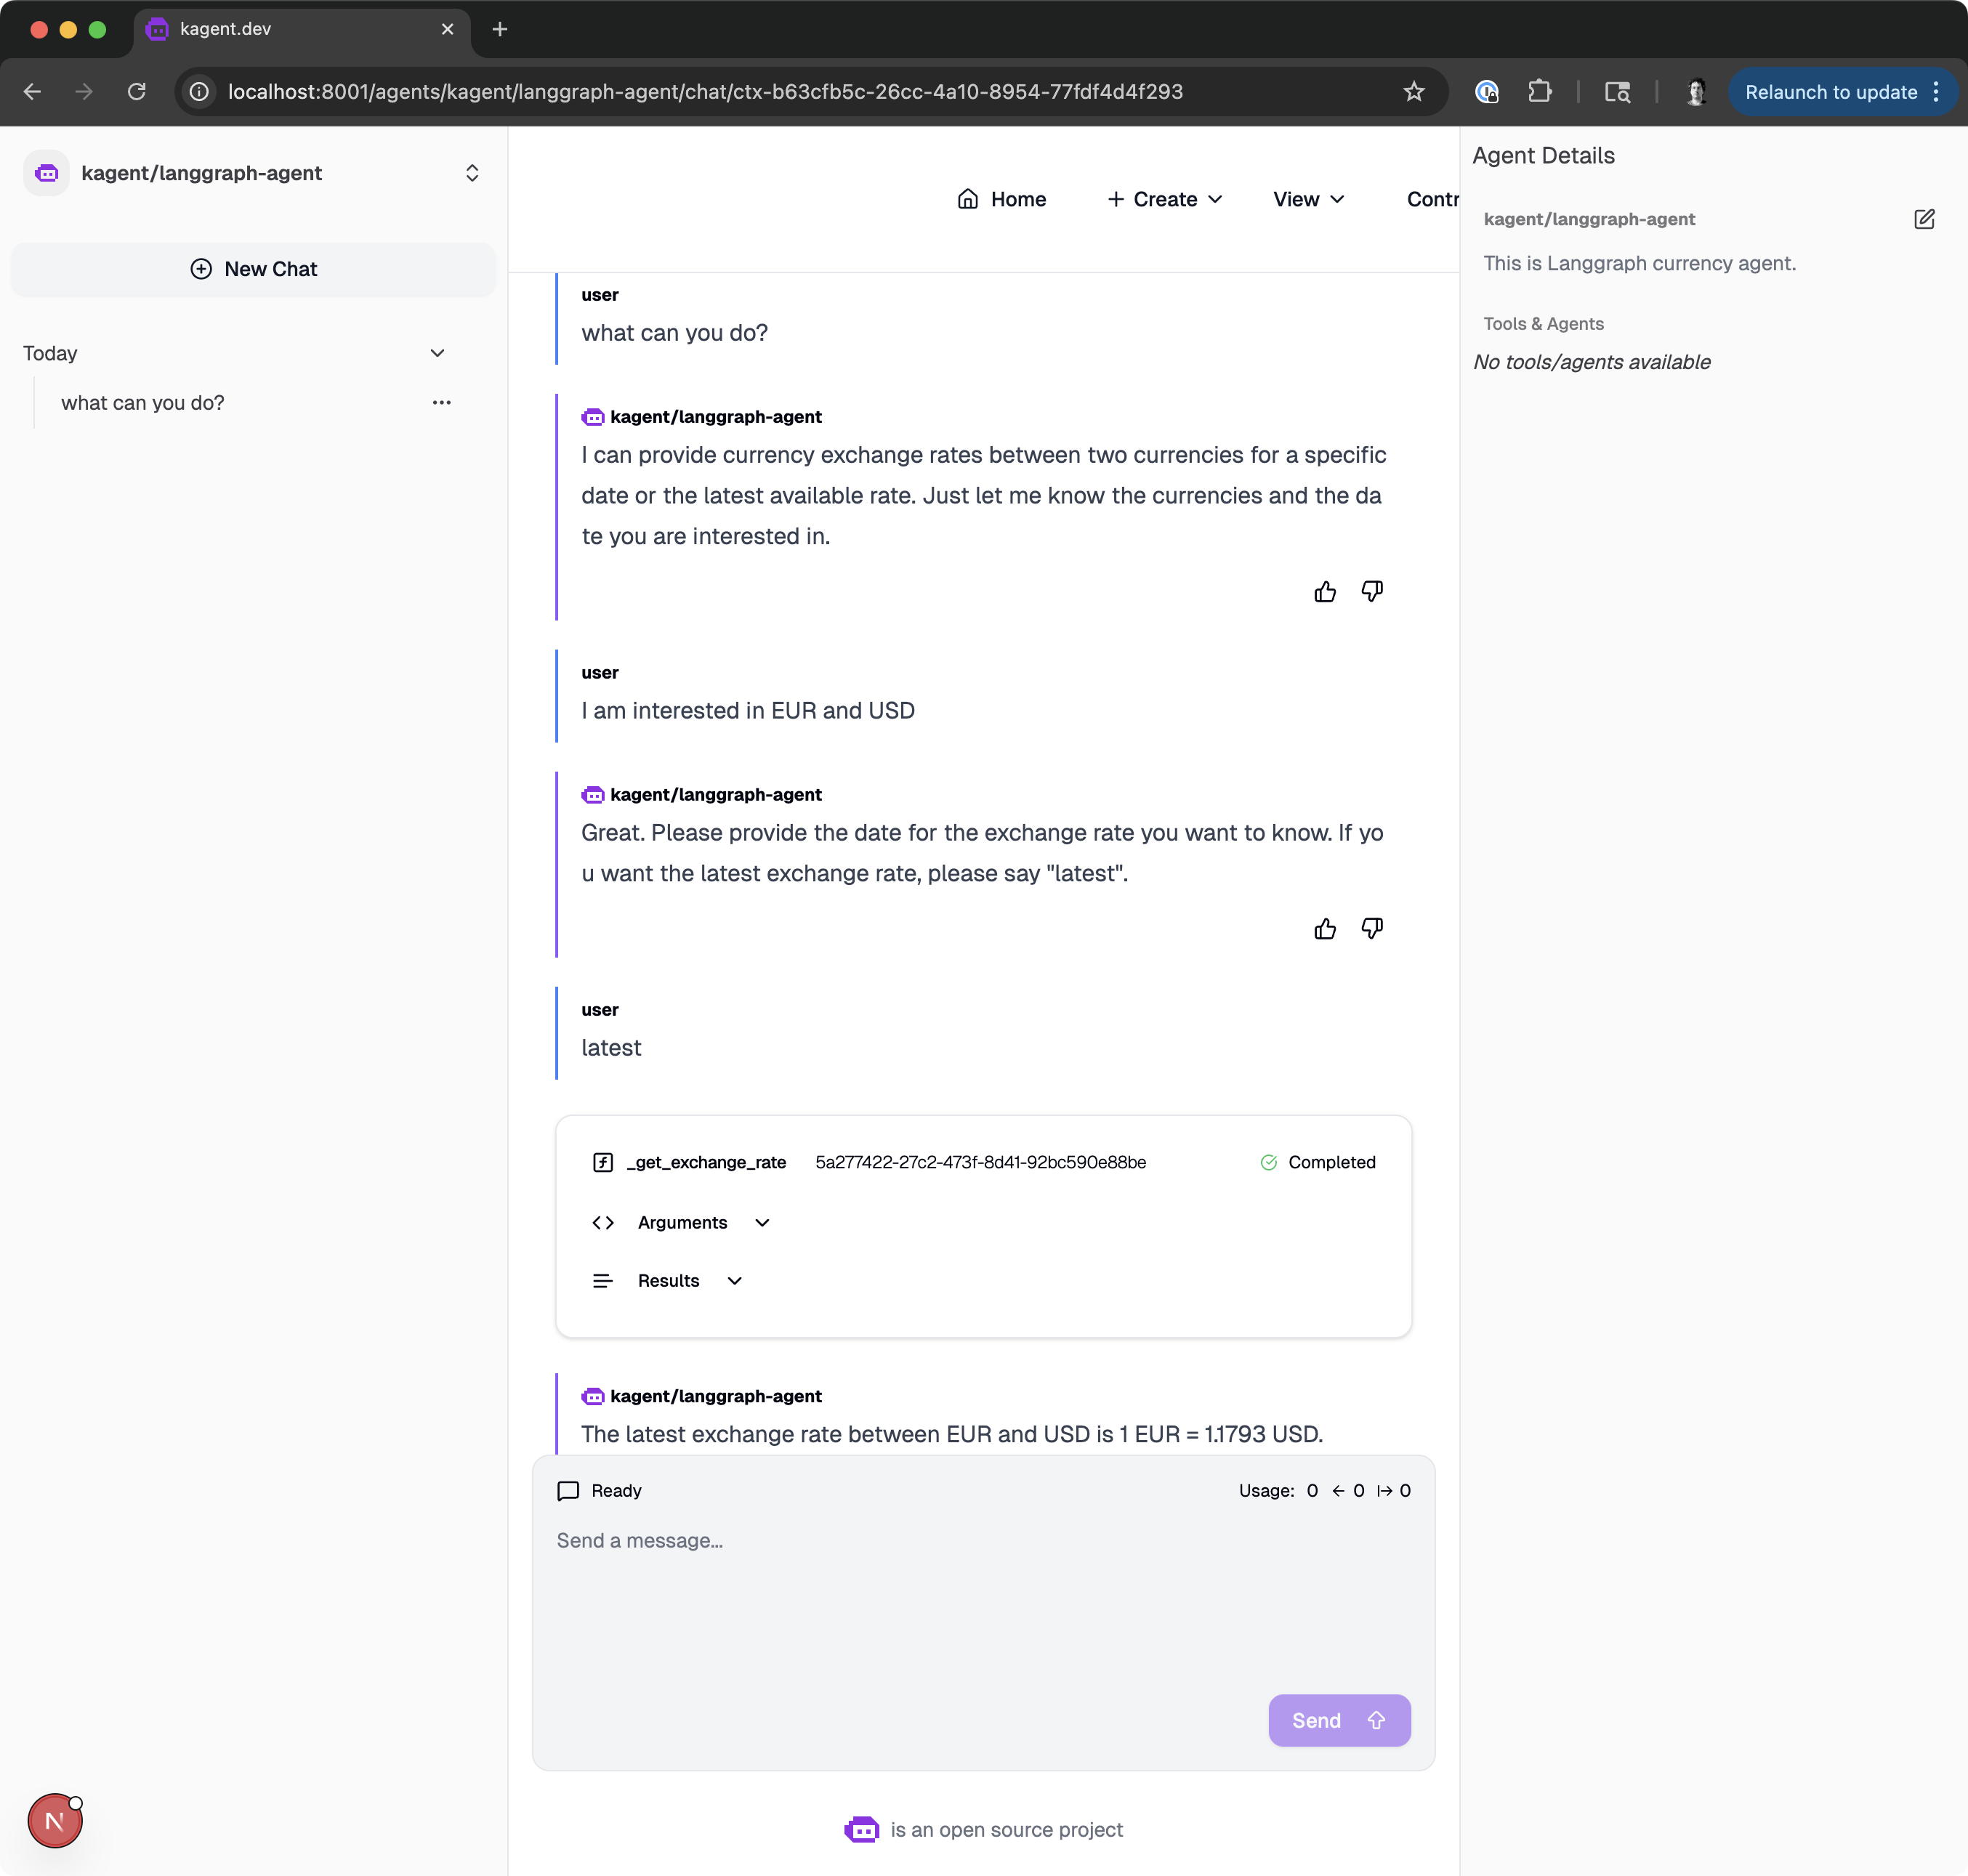 kagent.dev
localhost:8001/agents/kagent/langgraph-agent/chat/ctx-b63cfb5c-26cc-4a10-8954-77fdf4d4f293
Relaunch to update
kagent/langgraph-agent
New Chat
Today
what can you do?
Home
Create
View
Contr
user
what can you do?
kagent/langgraph-agent
I can provide currency exchange rates between two currencies for a specific
date or the latest available rate. Just let me know the currencies and the da
te you are interested in.
user
I am interested in EUR and USD
kagent/langgraph-agent
Great. Please provide the date for the exchange rate you want to know. If yo
u want the latest exchange rate, please say "latest".
user
latest
_get_exchange_rate 5a277422-27c2-473f-8d41-92bc590e88be Completed
Arguments
Results
kagent/langgraph-agent
The latest exchange rate between EUR and USD is 1 EUR = 1.1793 USD.
Ready
Usage: 0 ← 0 ↦ 0
Send a message...
Send
is an open source project
Agent Details
kagent/langgraph-agent
This is Langgraph currency agent.
Tools & Agents
No tools/agents available
N